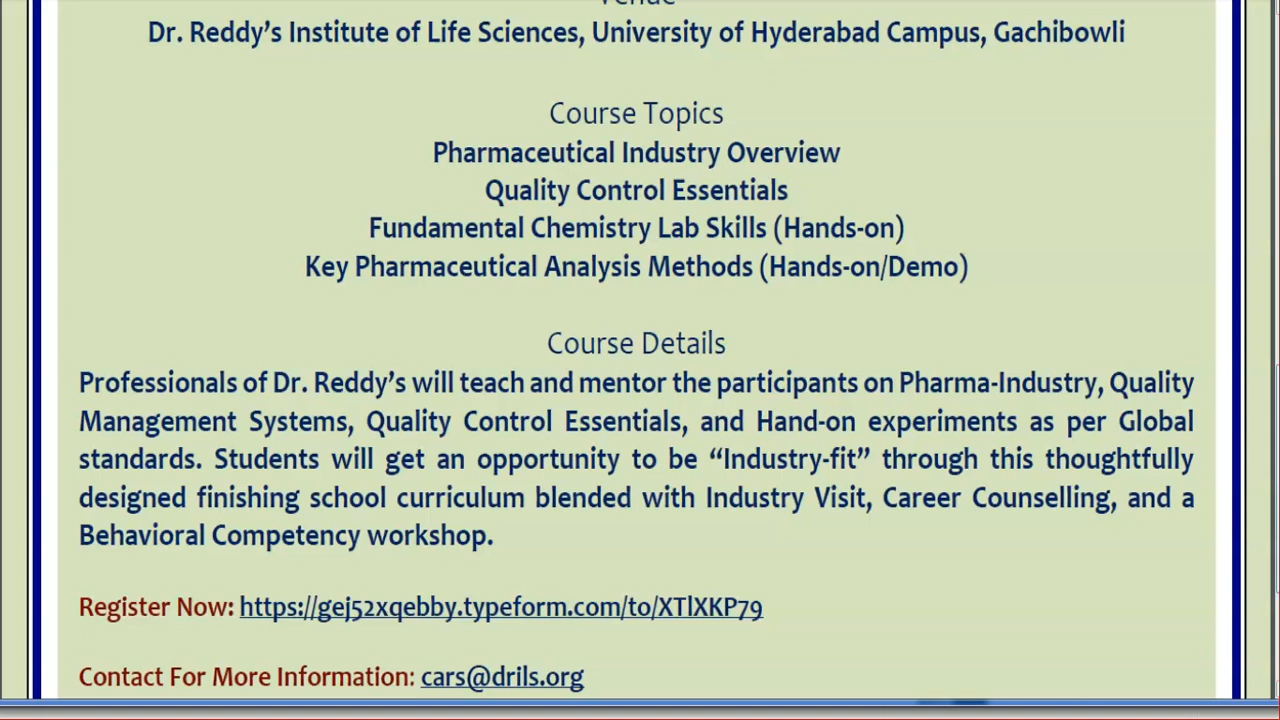 Venue
Dr. Reddy's Institute of Life Sciences, University of Hyderabad Campus, Gachibowli
Course Topics
Pharmaceutical Industry Overview
Quality Control Essentials
Fundamental Chemistry Lab Skills (Hands-on)
Key Pharmaceutical Analysis Methods (Hands-on/Demo)
Course Details
Professionals of Dr. Reddy's will teach and mentor the participants on Pharma-Industry, Quality
Management Systems, Quality Control Essentials, and Hand-on experiments as per Global
standards. Students will get an opportunity to be “Industry-fit” through this thoughtfully
designed finishing school curriculum blended with Industry Visit, Career Counselling, and a
Behavioral Competency workshop.
Register Now: https://gej52xqebby.typeform.com/to/XTlXKP79
Contact For More Information: cars@drils.org